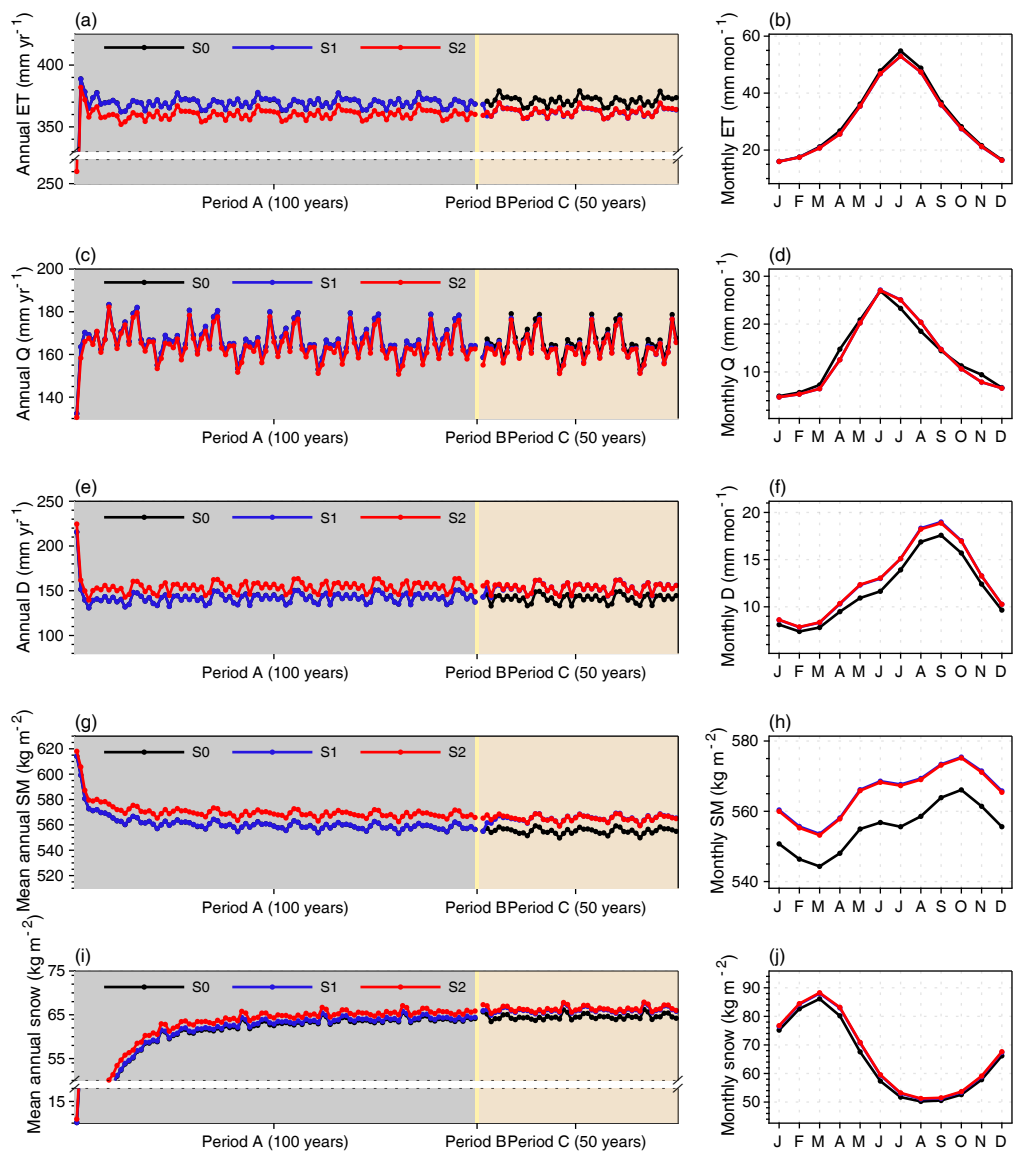 (a)
Annual ET (mm yr-1)
400
350
250
S0 S1 S2
Period A (100 years) Period B Period C (50 years)
(b)
Monthly ET (mm mon-1)
60
40
20
J F M A M J J A S O N D
(c)
Annual Q (mm yr-1)
200
180
160
140
S0 S1 S2
Period A (100 years) Period B Period C (50 years)
(d)
Monthly Q (mm mon-1)
30
20
10
J F M A M J J A S O N D
(e)
Annual D (mm yr-1)
250
200
150
100
S0 S1 S2
Period A (100 years) Period B Period C (50 years)
(f)
Monthly D (mm mon-1)
20
15
10
J F M A M J J A S O N D
(g)
Mean annual SM (kg m-2)
620
600
580
560
540
520
S0 S1 S2
Period A (100 years) Period B Period C (50 years)
(h)
Monthly SM (kg m-2)
580
560
540
J F M A M J J A S O N D
(i)
Mean annual snow (kg m-2)
75
65
55
15
S0 S1 S2
Period A (100 years) Period B Period C (50 years)
(j)
Monthly snow (kg m-2)
90
80
70
60
50
J F M A M J J A S O N D